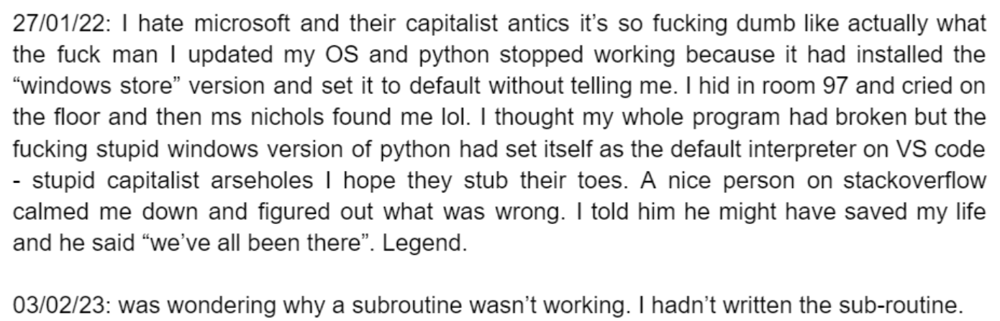 27/01/22: I hate microsoft and their capitalist antics it’s so fucking dumb like actually what
the fuck man I updated my OS and python stopped working because it had installed the
“windows store” version and set it to default without telling me. I hid in room 97 and cried on
the floor and then ms nichols found me lol. I thought my whole program had broken but the
fucking stupid windows version of python had set itself as the default interpreter on VS code
- stupid capitalist arseholes I hope they stub their toes. A nice person on stackoverflow
calmed me down and figured out what was wrong. I told him he might have saved my life
and he said “we’ve all been there”. Legend.
03/02/23: was wondering why a subroutine wasn’t working. I hadn’t written the sub-routine.